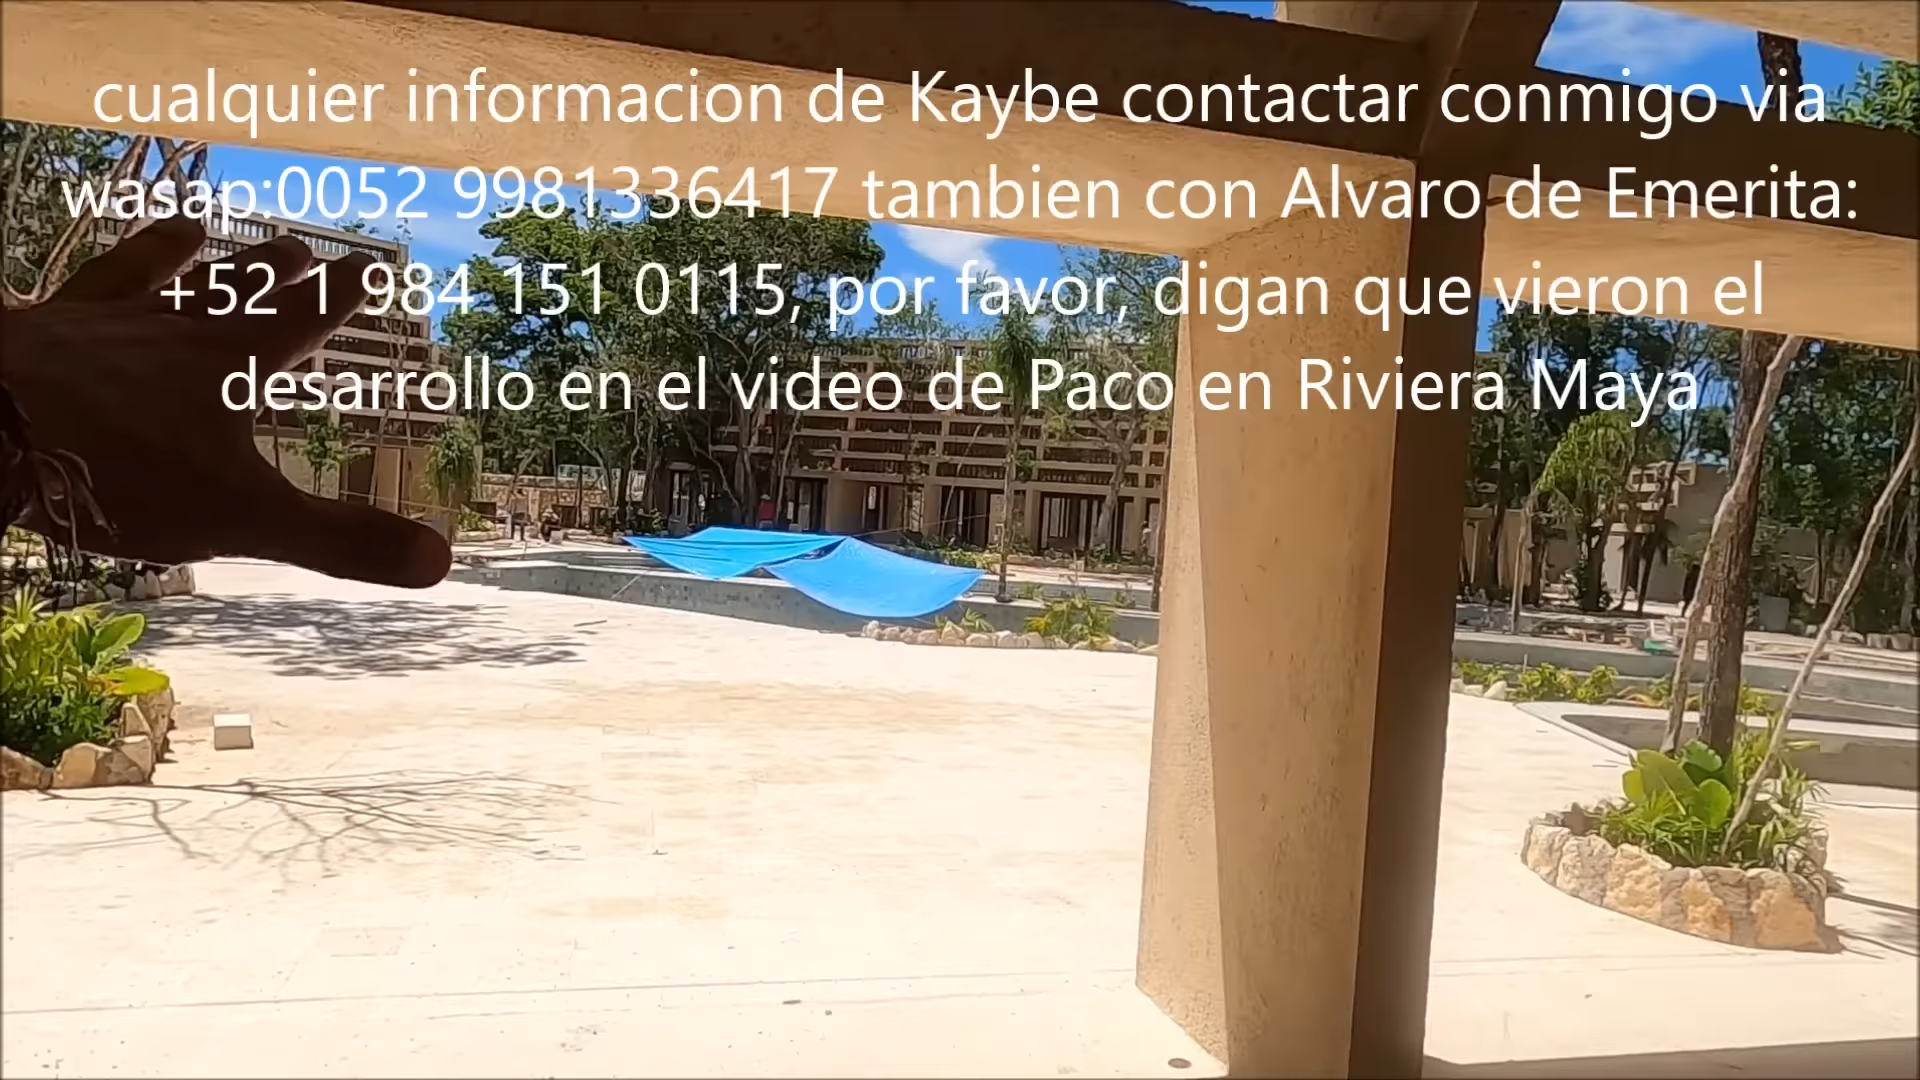 cualquier informacion de Kaybe contactar conmigo via
wasap:0052 9981336417 tambien con Alvaro de Emerita:
+52 1 984 151 0115, por favor, digan que vieron el
desarrollo en el video de Paco en Riviera Maya